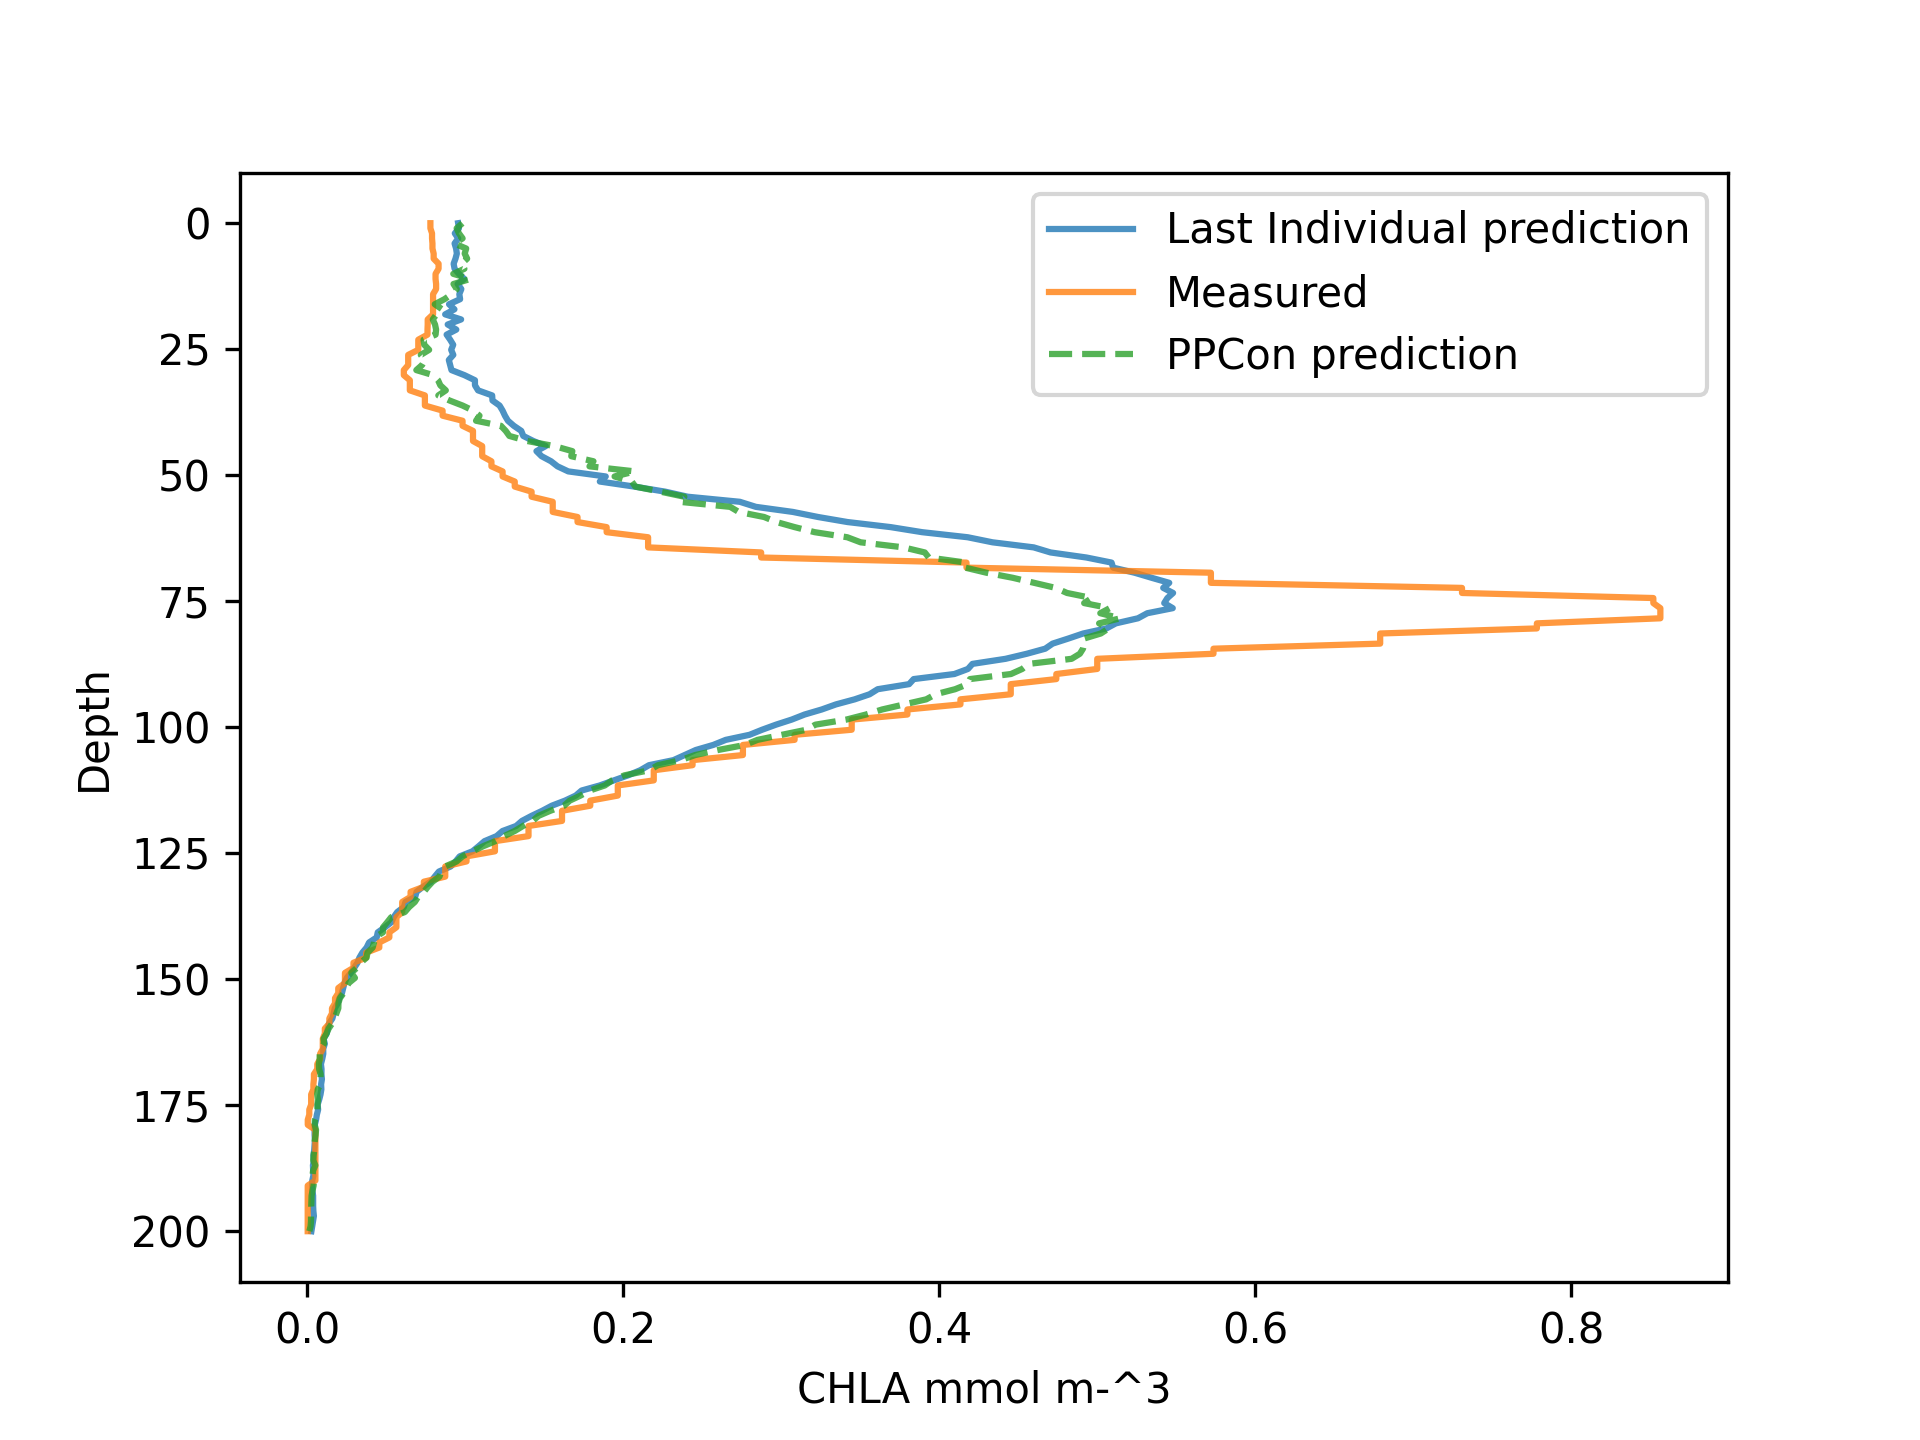 Last Individual prediction
Measured
PPCon prediction
0
25
50
75
100
125
150
175
200
Depth
0.0 0.2 0.4 0.6 0.8
CHLA mmol m-^3